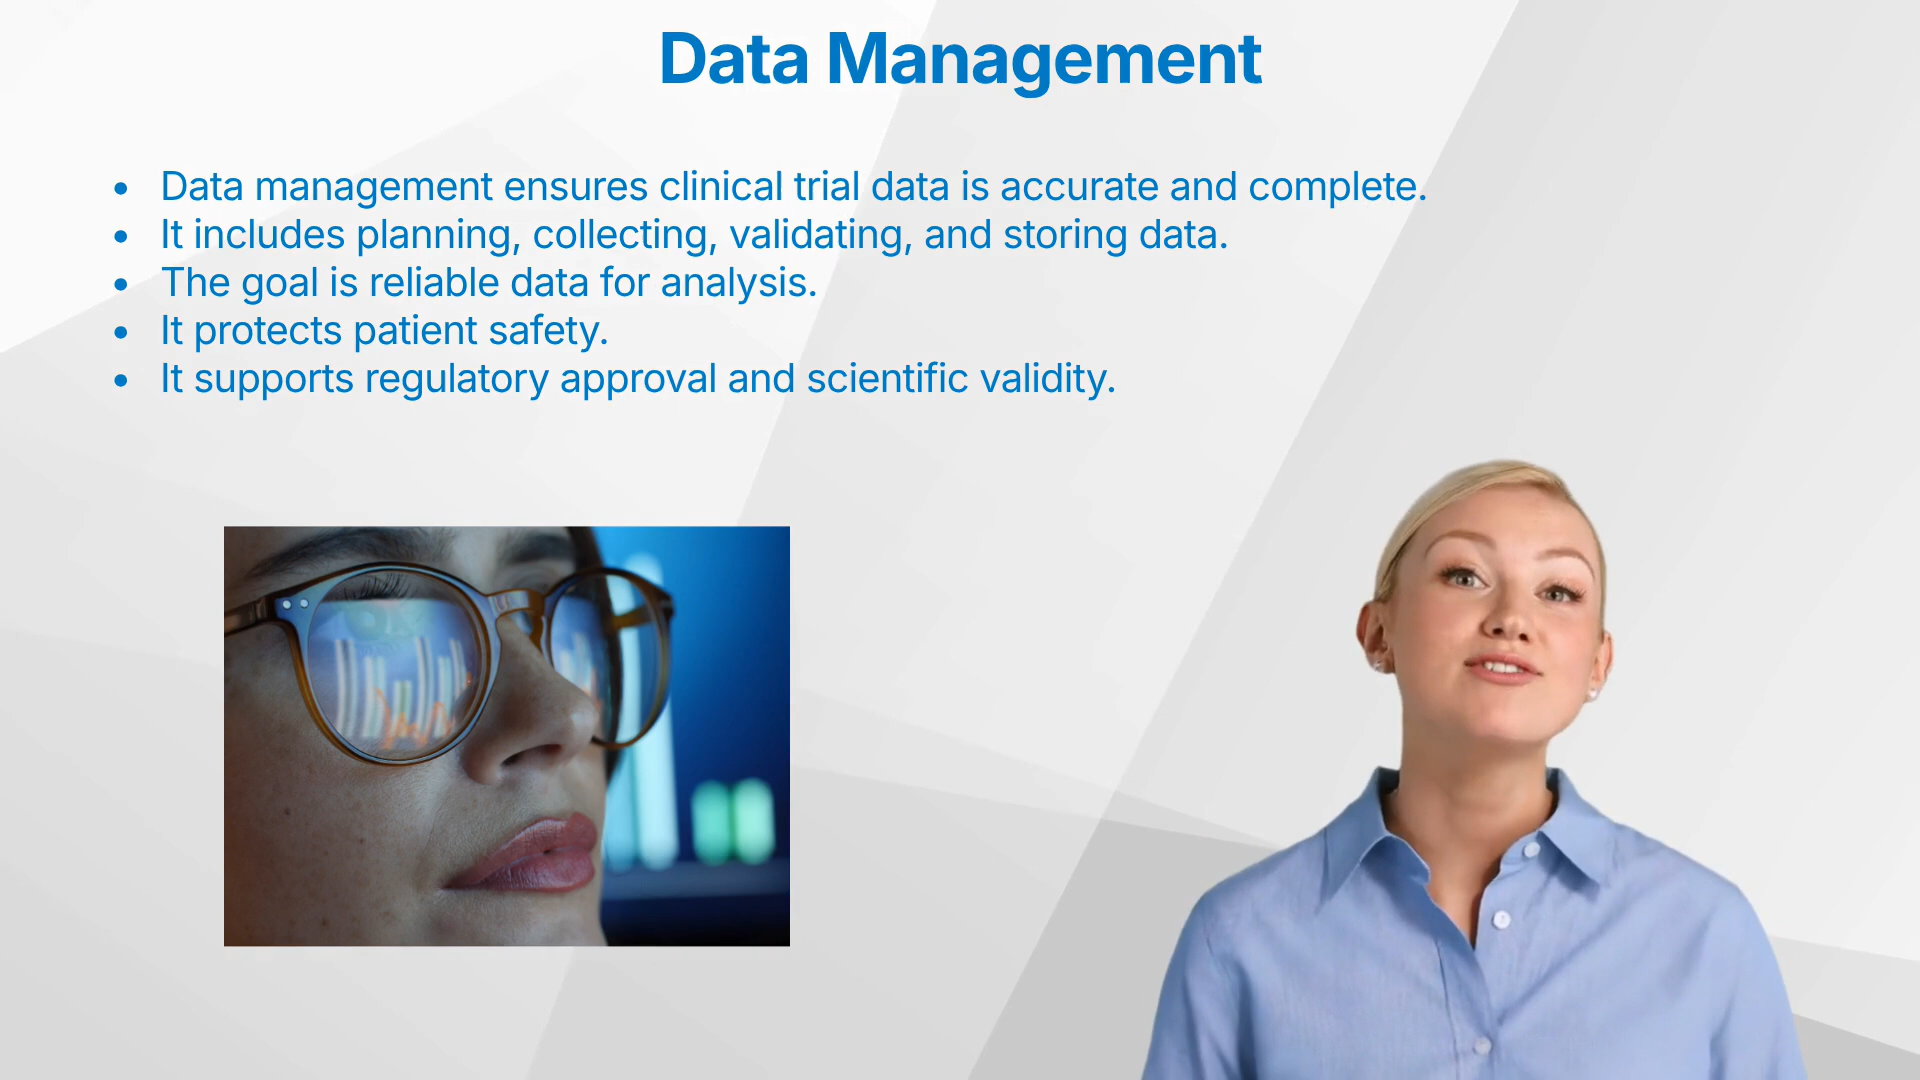 Data Management
• Data management ensures clinical trial data is accurate and complete.
• It includes planning, collecting, validating, and storing data.
• The goal is reliable data for analysis.
• It protects patient safety.
• It supports regulatory approval and scientific validity.